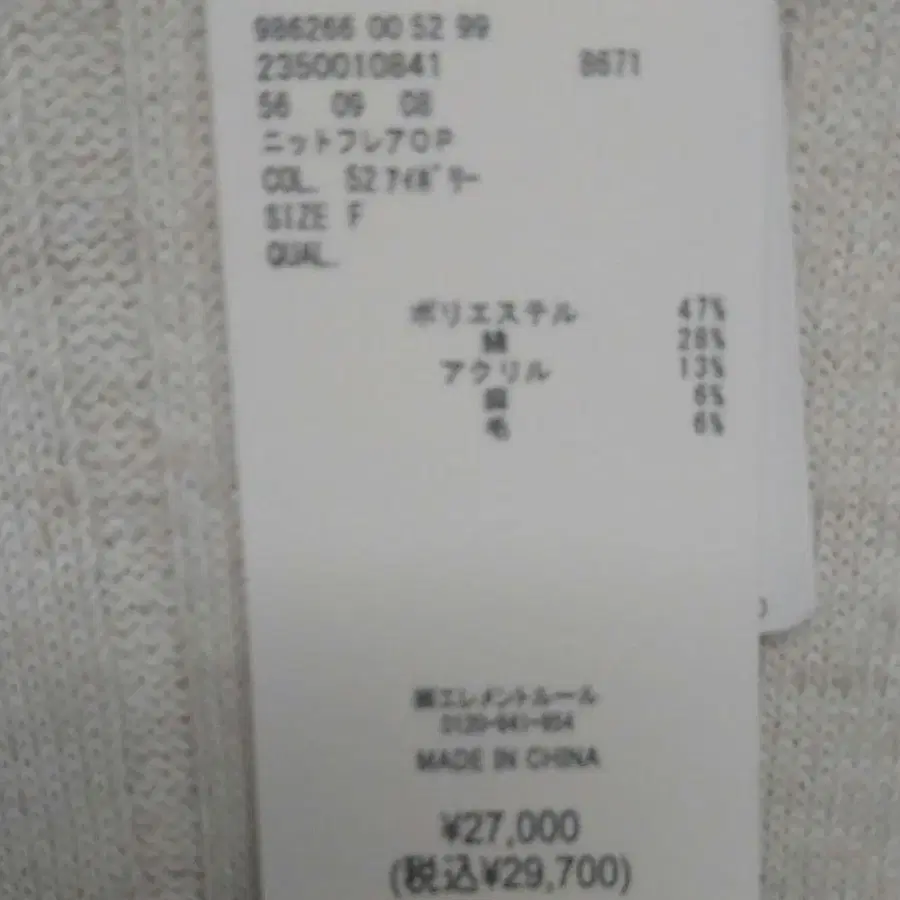 986266 00 52 99
2350010841 8671
56 09 08
ニットフレアOP
COL. 52 アイボリー
SIZE F
QUAL.
ポリエステル 47%
綿 28%
アクリル 13%
麻 6%
毛 6%
㈱エレメントルール
0120-941-954
MADE IN CHINA
¥27,000
(税込¥29,700)